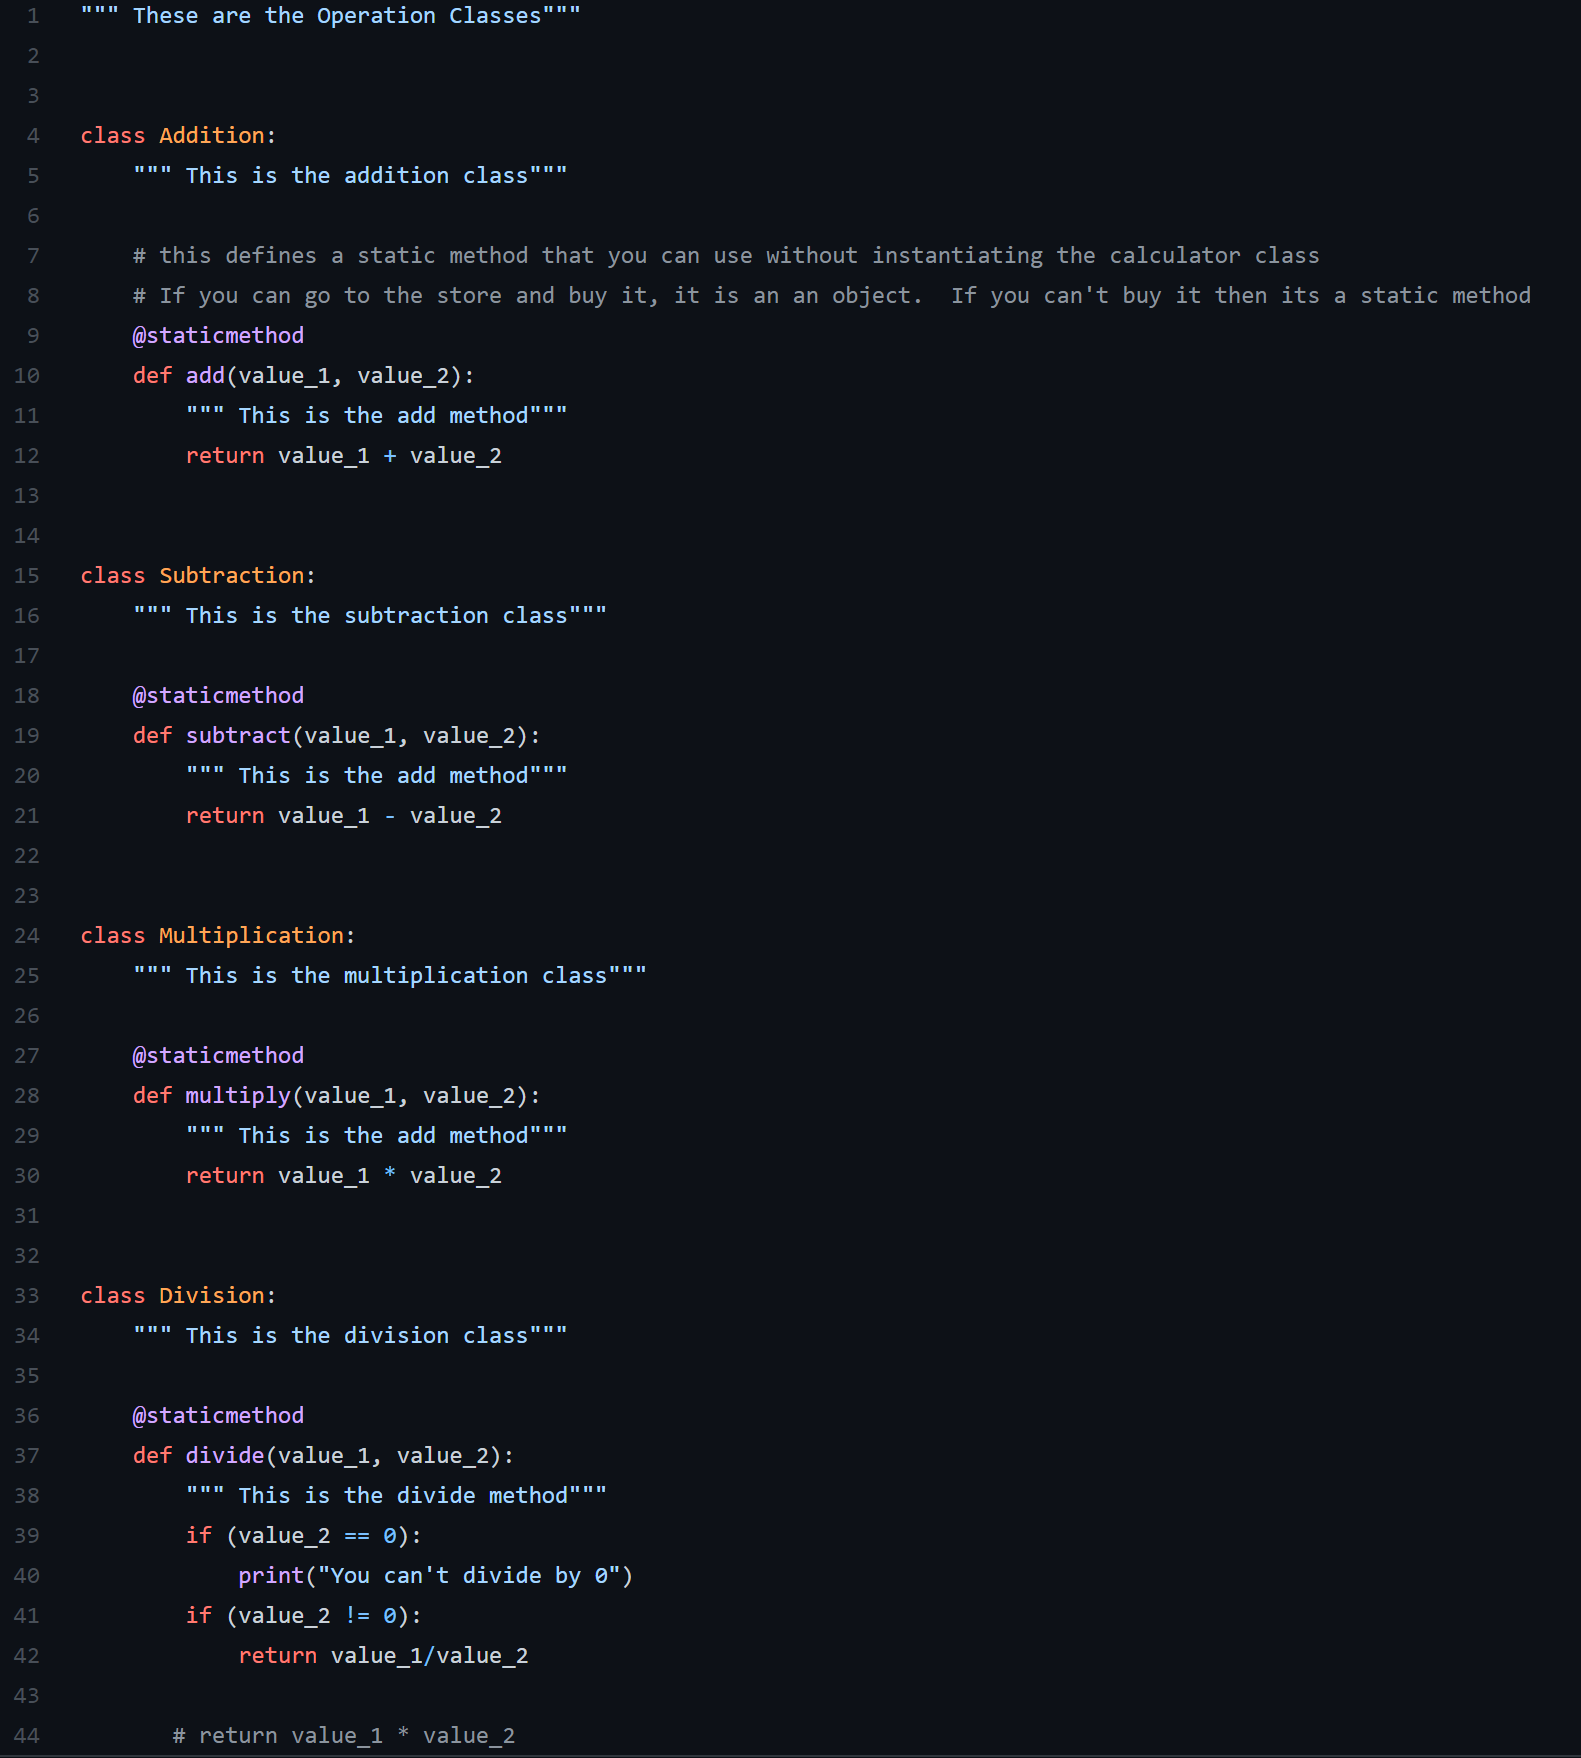 1 """ These are the Operation Classes"""
2
3
4 class Addition:
5     """ This is the addition class"""
6
7     # this defines a static method that you can use without instantiating the calculator class
8     # If you can go to the store and buy it, it is an an object.  If you can't buy it then its a static method
9     @staticmethod
10     def add(value_1, value_2):
11         """ This is the add method"""
12         return value_1 + value_2
13
14
15 class Subtraction:
16     """ This is the subtraction class"""
17
18     @staticmethod
19     def subtract(value_1, value_2):
20         """ This is the add method"""
21         return value_1 - value_2
22
23
24 class Multiplication:
25     """ This is the multiplication class"""
26
27     @staticmethod
28     def multiply(value_1, value_2):
29         """ This is the add method"""
30         return value_1 * value_2
31
32
33 class Division:
34     """ This is the division class"""
35
36     @staticmethod
37     def divide(value_1, value_2):
38         """ This is the divide method"""
39         if (value_2 == 0):
40             print("You can't divide by 0")
41         if (value_2 != 0):
42             return value_1/value_2
43
44        # return value_1 * value_2